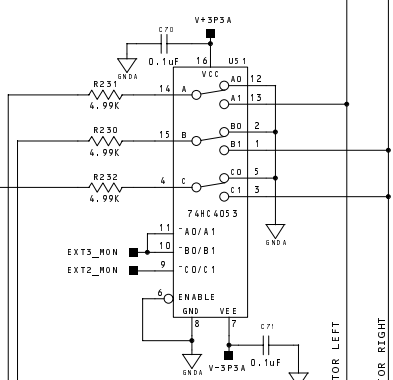 V+3P3A
C70
0.1uF
GNDA
16
U51
VCC
R231
4.99K
14
A
A0
12
A1
13
R230
4.99K
15
B
B0
2
B1
1
R232
4.99K
4
C
C0
5
C1
3
74HC4053
GNDA
11
¯A0/A1
EXT3_MON
10
¯B0/B1
EXT2_MON
9
¯C0/C1
6
ENABLE
GND
VEE
8
7
C71
0.1uF
GNDA
V-3P3A
TOR LEFT
OR RIGHT